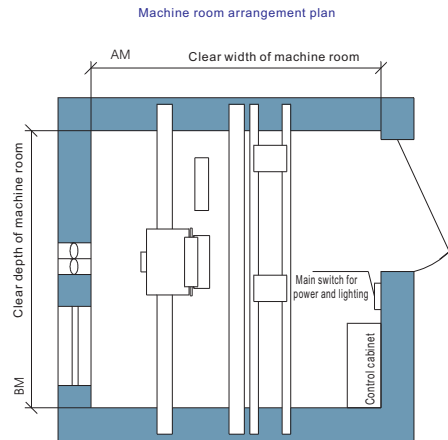 Machine room arrangement plan
AM
Clear width of machine room
Clear depth of machine room
BM
Main switch for
power and lighting
Control cabinet